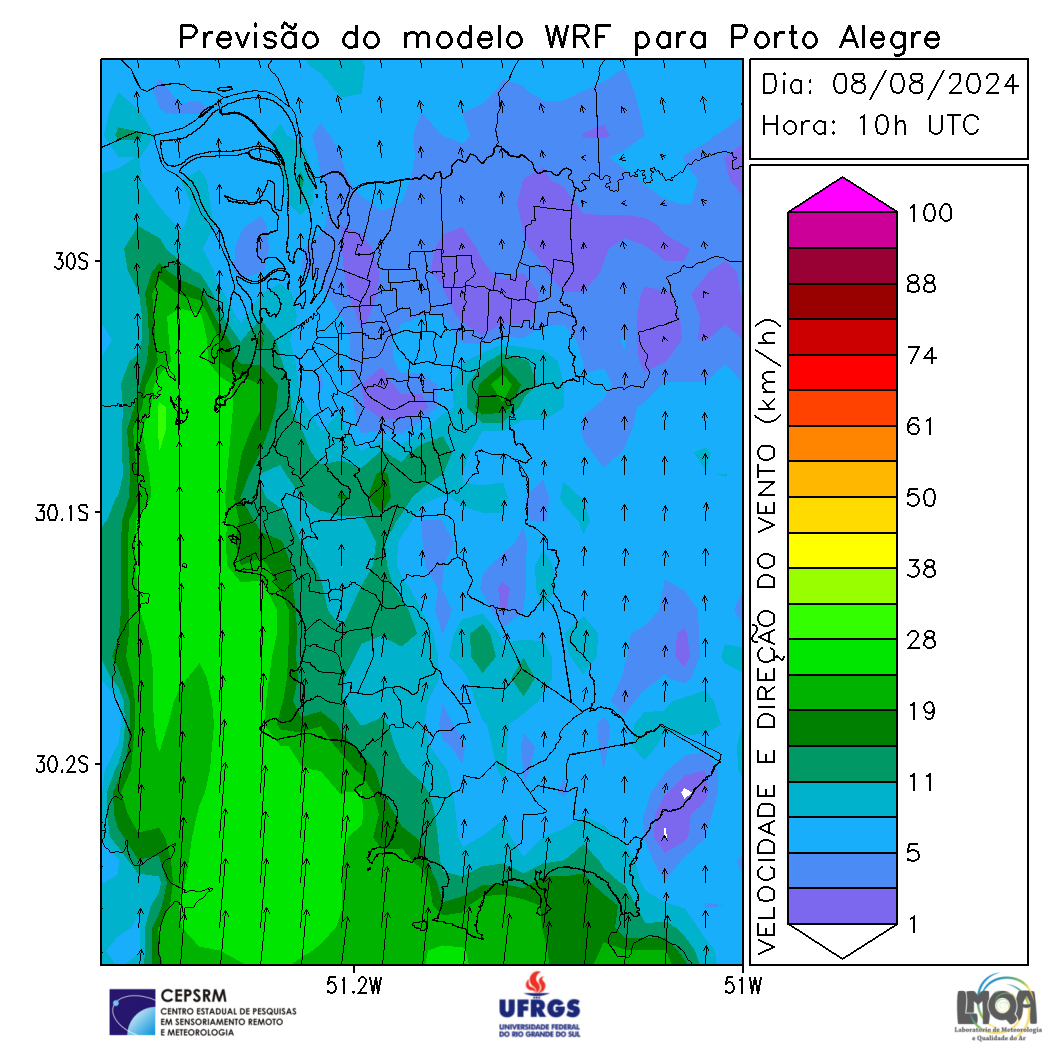 Previsão do modelo WRF para Porto Alegre
Dia: 08/08/2024
Hora: 10h UTC
30S
30.1S
30.2S
51.2W
51W
VELOCIDADE E DIREÇÃO DO VENTO (km/h)
100
88
74
61
50
38
28
19
11
5
1
CEPSRM
CENTRO ESTADUAL DE PESQUISAS
EM SENSORIAMENTO REMOTO
E METEOROLOGIA
UFRGS
UNIVERSIDADE FEDERAL
DO RIO GRANDE DO SUL
LMQA
Laboratório de Meteorologia
e Qualidade do Ar